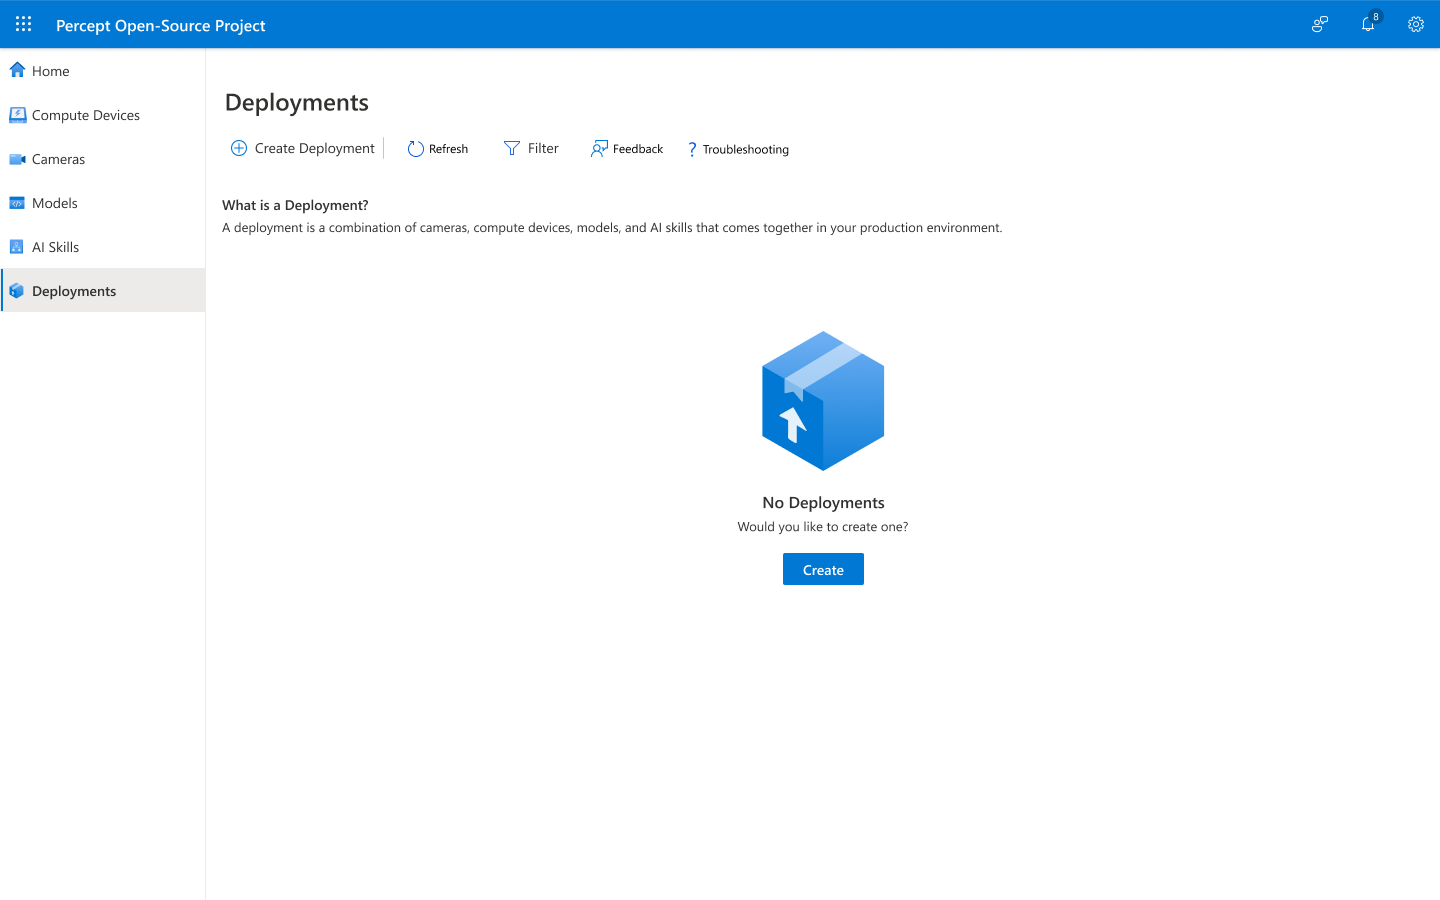 Percept Open-Source Project
8
Home
Compute Devices
Cameras
Models
AI Skills
Deployments
Deployments
Create Deployment
Refresh
Filter
Feedback
? Troubleshooting
What is a Deployment?
A deployment is a combination of cameras, compute devices, models, and AI skills that comes together in your production environment.
No Deployments
Would you like to create one?
Create